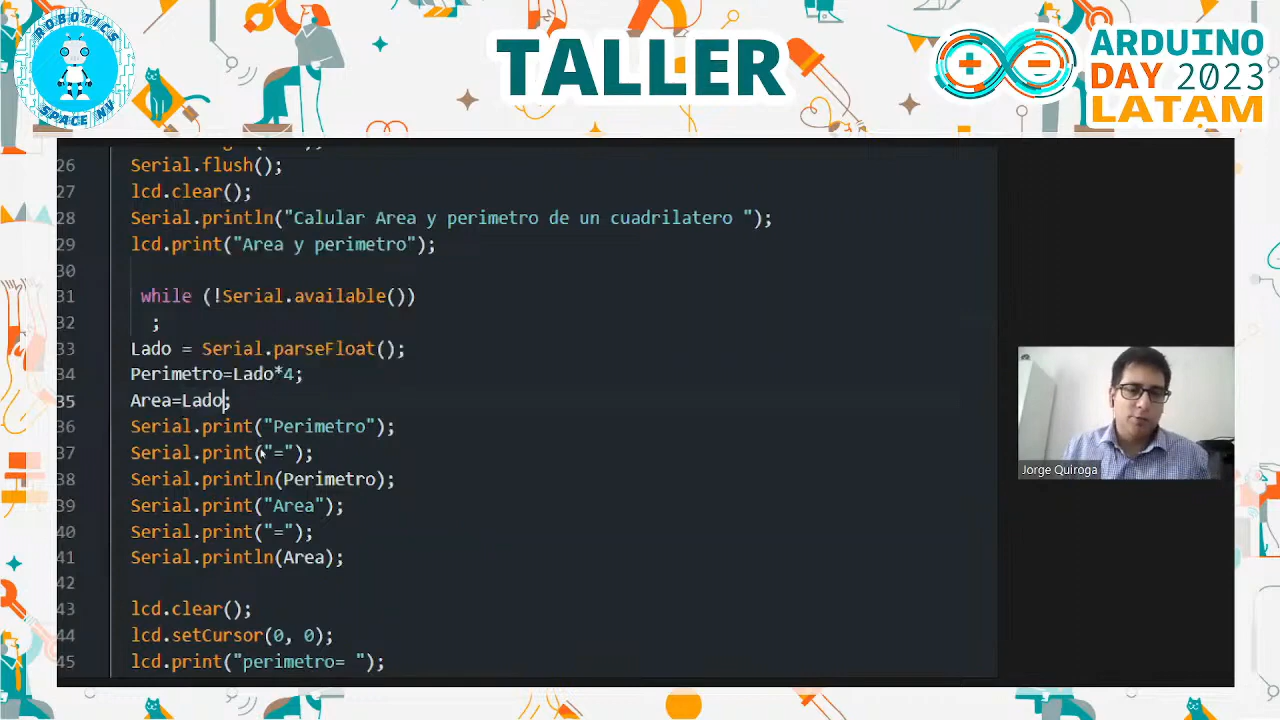 ROBOTICS
SPACE NV
TALLER
ARDUINO
DAY 2023
LATAM
26 Serial.flush();
27 lcd.clear();
28 Serial.println("Calular Area y perimetro de un cuadrilatero ");
29 lcd.print("Area y perimetro");
30
31 while (!Serial.available())
32 ;
33 Lado = Serial.parseFloat();
34 Perimetro=Lado*4;
35 Area=Lado;
36 Serial.print("Perimetro");
37 Serial.print("=");
38 Serial.println(Perimetro);
39 Serial.print("Area");
40 Serial.print("=");
41 Serial.println(Area);
42
43 lcd.clear();
44 lcd.setCursor(0, 0);
45 lcd.print("perimetro= ");
Jorge Quiroga